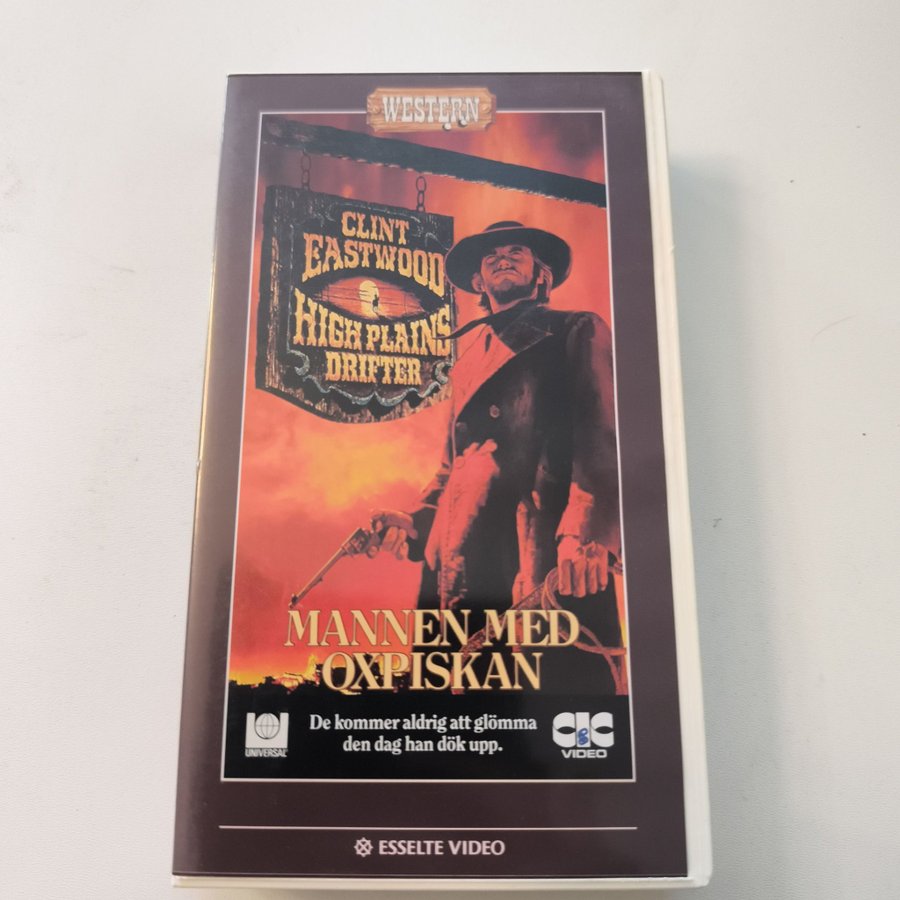 WESTERN
CLINT
EASTWOOD
HIGH PLAINS
DRIFTER
MANNEN MED
OXPISKAN
De kommer aldrig att glömma
den dag han dök upp.
UNIVERSAL
CIC
VIDEO
ESSELTE VIDEO